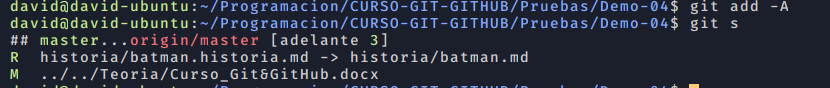 david@david-ubuntu:~/Programacion/CURSO-GIT-GITHUB/Pruebas/Demo-04$ git add -A
david@david-ubuntu:~/Programacion/CURSO-GIT-GITHUB/Pruebas/Demo-04$ git s
## master...origin/master [adelante 3]
R  historia/batman.historia.md -> historia/batman.md
M  ../../Teoria/Curso_Git&GitHub.docx